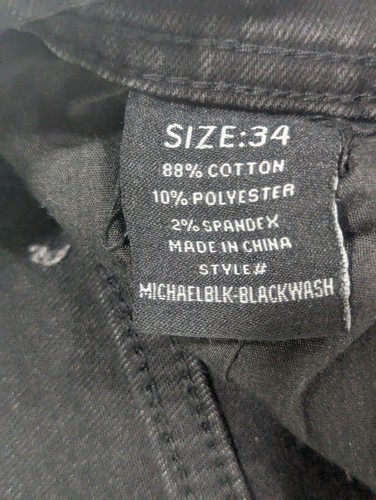 SIZE:34
88% COTTON
10% POLYESTER
2% SPANDEX
MADE IN CHINA
STYLE#
MICHAELBLK-BLACKWASH